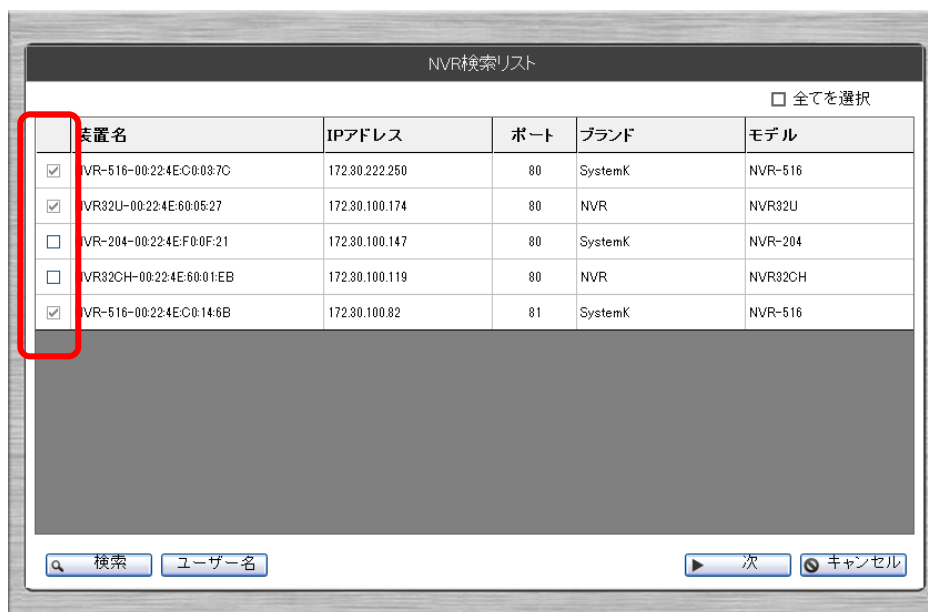 NVR検索リスト
全てを選択
装置名 IPアドレス ポート ブランド モデル
NVR-516-00:22:4E:C0:03:7C 172.30.222.250 80 SystemK NVR-516
NVR32U-00:22:4E:60:05:27 172.30.100.174 80 NVR NVR32U
NVR-204-00:22:4E:F0:0F:21 172.30.100.147 80 SystemK NVR-204
NVR32CH-00:22:4E:60:01:EB 172.30.100.119 80 NVR NVR32CH
NVR-516-00:22:4E:C0:14:6B 172.30.100.82 81 SystemK NVR-516
検索 ユーザー名 次 キャンセル